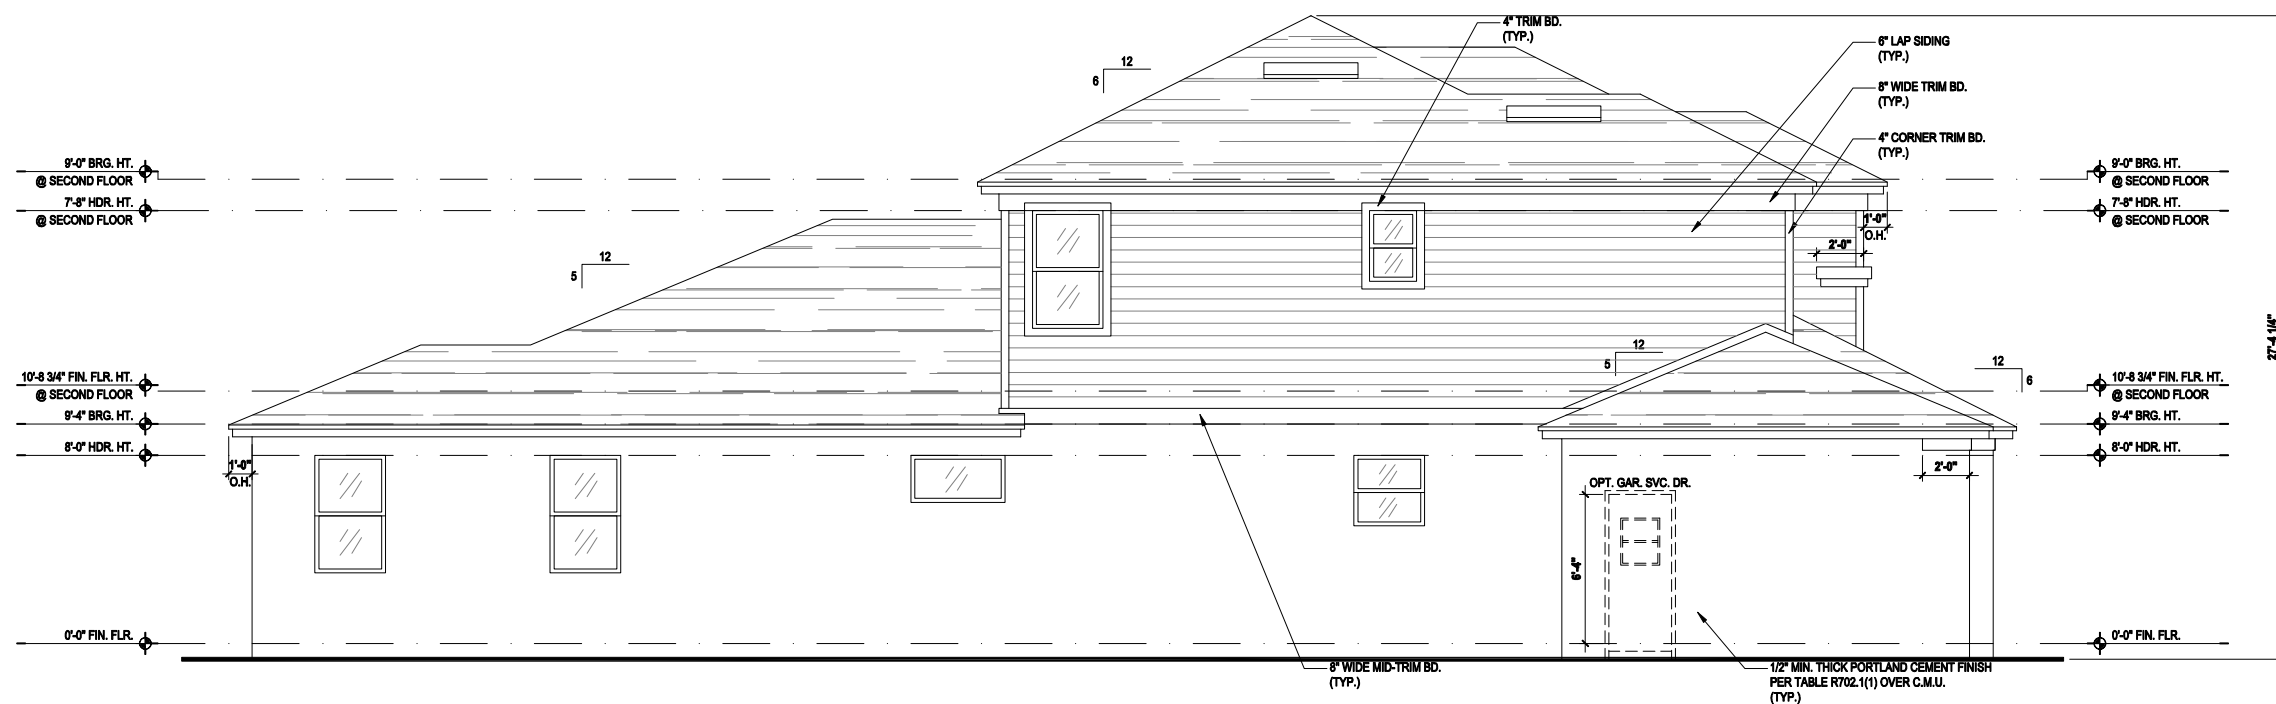 4" TRIM BD.
(TYP.)
6" LAP SIDING
(TYP.)
12
6
8" WIDE TRIM BD.
(TYP.)
4" CORNER TRIM BD.
(TYP.)
9'-0" BRG. HT.
@ SECOND FLOOR
7'-8" HDR. HT.
@ SECOND FLOOR
9'-0" BRG. HT.
@ SECOND FLOOR
7'-8" HDR. HT.
@ SECOND FLOOR
1'-0"
O.H.
2'-0"
12
5
27'-4 1/4"
12
5
12
6
10'-8 3/4" FIN. FLR. HT.
@ SECOND FLOOR
9'-4" BRG. HT.
8'-0" HDR. HT.
10'-8 3/4" FIN. FLR. HT.
@ SECOND FLOOR
9'-4" BRG. HT.
8'-0" HDR. HT.
1'-0"
O.H.
2'-0"
OPT. GAR. SVC. DR.
6'-4"
0'-0" FIN. FLR.
0'-0" FIN. FLR.
8" WIDE MID-TRIM BD.
(TYP.)
1/2" MIN. THICK PORTLAND CEMENT FINISH
PER TABLE R702.1(1) OVER C.M.U.
(TYP.)